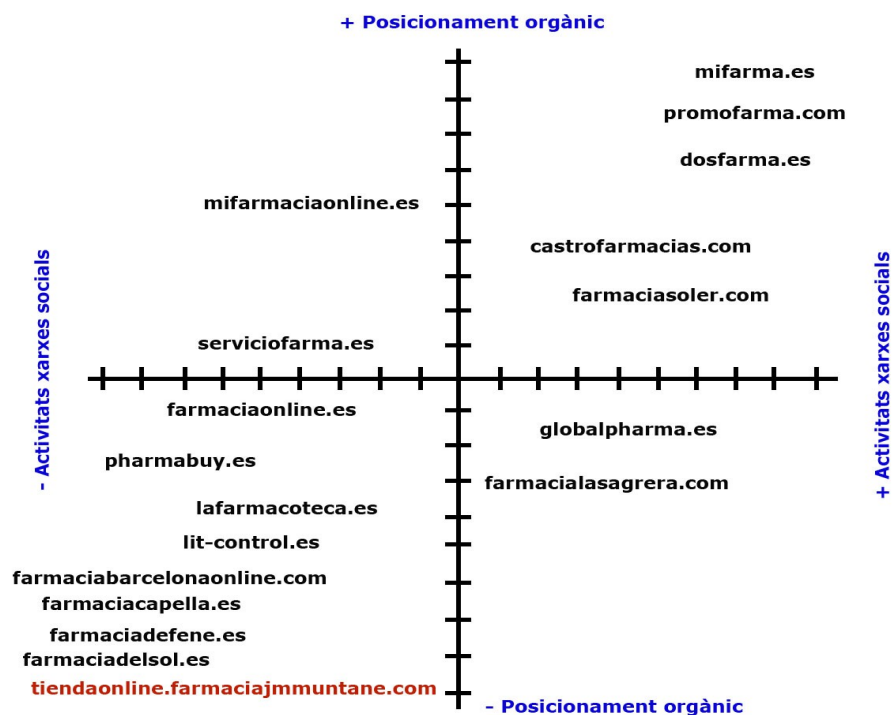 + Posicionament orgànic
mifarma.es
promofarma.com
dosfarma.es
mifarmaciaonline.es
castrofarmacias.com
farmaciasoler.com
serviciofarma.es
- Activitats xarxes socials
+ Activitats xarxes socials
farmaciaonline.es
globalpharma.es
pharmabuy.es
farmacialasagrera.com
lafarmacoteca.es
lit-control.es
farmaciabarcelonaonline.com
farmaciacapella.es
farmaciadefene.es
farmaciadelsol.es
tiendaonline.farmaciajmmuntane.com
- Posicionament orgànic